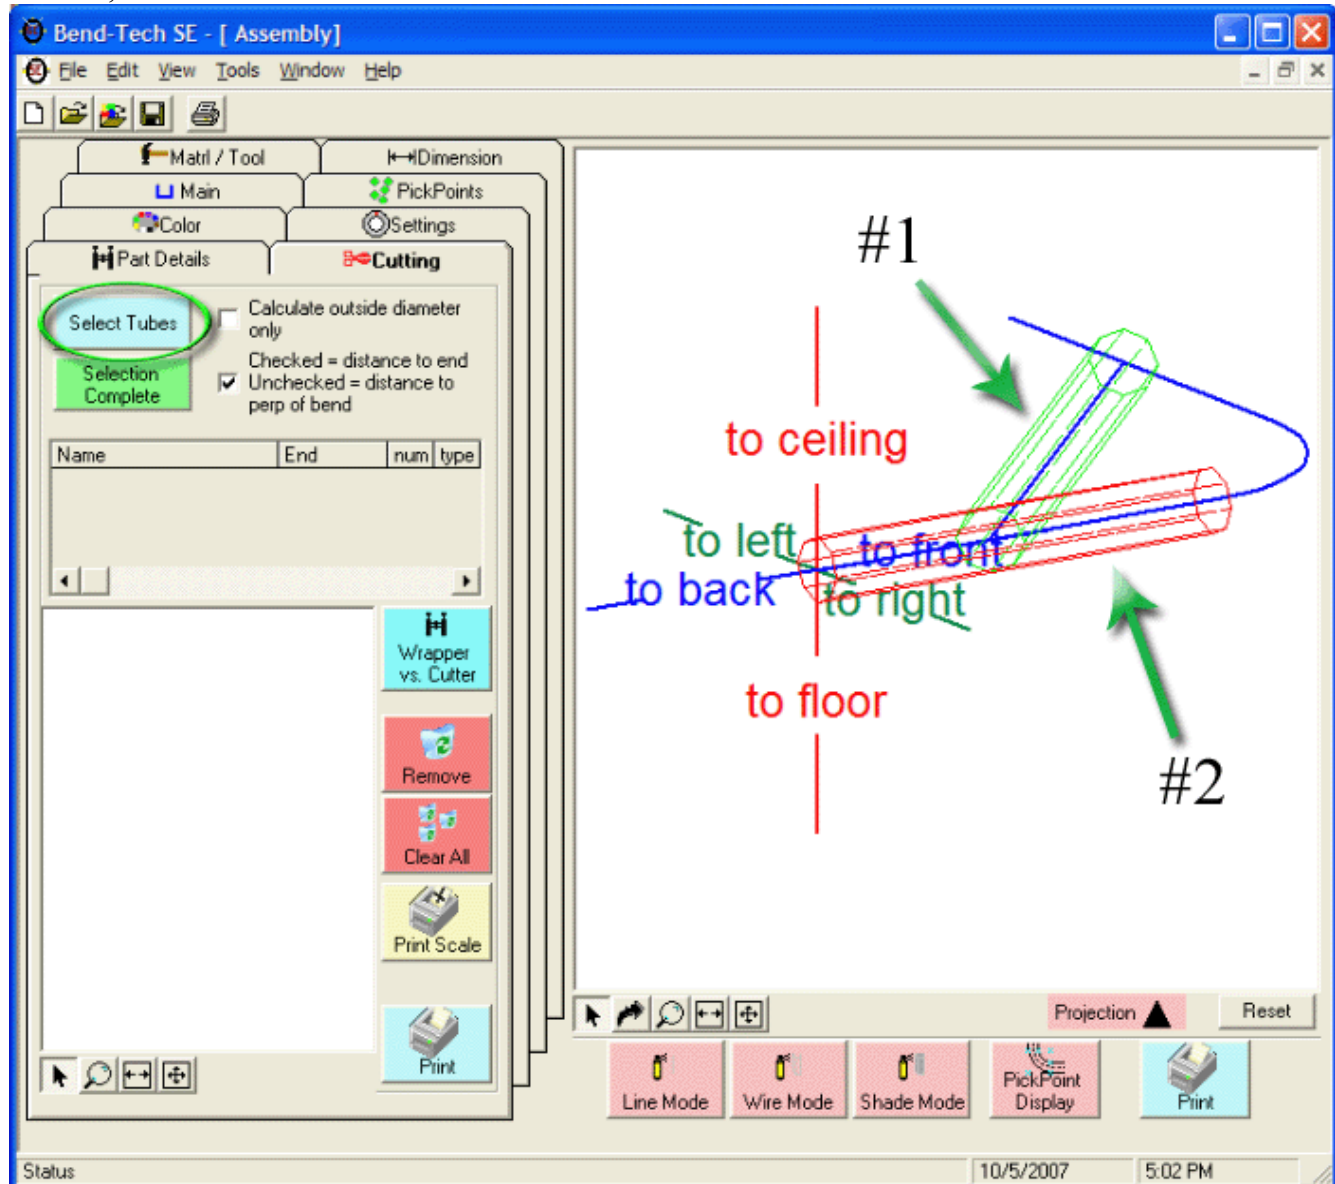 Bend-Tech SE - [ Assembly]
File Edit View Tools Window Help
Matrl / Tool
Dimension
Main
PickPoints
Color
Settings
Part Details
Cutting
Select Tubes
Calculate outside diameter
only
Selection
Complete
Checked = distance to end
Unchecked = distance to
perp of bend
Name End num type
Wrapper
vs. Cutter
Remove
Clear All
Print Scale
Print
#1
to ceiling
to left
to front
to back
to right
to floor
#2
Projection
Reset
Line Mode
Wire Mode
Shade Mode
PickPoint
Display
Print
Status
10/5/2007
5:02 PM